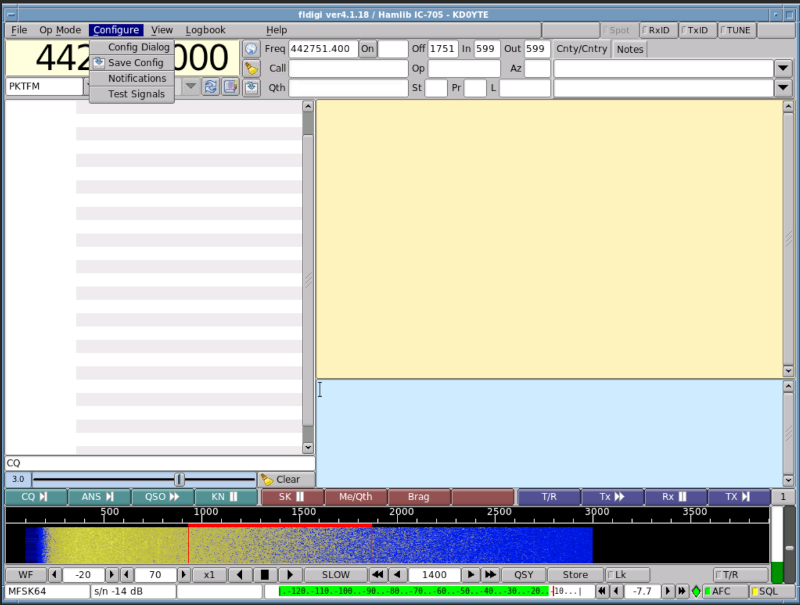 fldigi ver4.1.18 / Hamlib IC-705 - KD0YTE
File Op Mode Configure View Logbook Help Spot RxID TxID TUNE
Config Dialog
Save Config
Notifications
Test Signals
442 000
Freq 442751.400 On Off 1751 In 599 Out 599 Cnty/Cntry Notes
Call Op Az
PKTFM
Qth St Pr L
CQ
3.0 Clear
CQ ANS QSO KN SK Me/Qth Brag T/R Tx Rx TX 1
500 1000 1500 2000 2500 3000 3500
WF -20 70 x1 SLOW 1400 QSY Store Lk T/R
MFSK64 s/n -14 dB -120..-110..-100..-90..-80..-70..-60..-50..-40..-30..-20..-10...| -7.7 AFC SQL